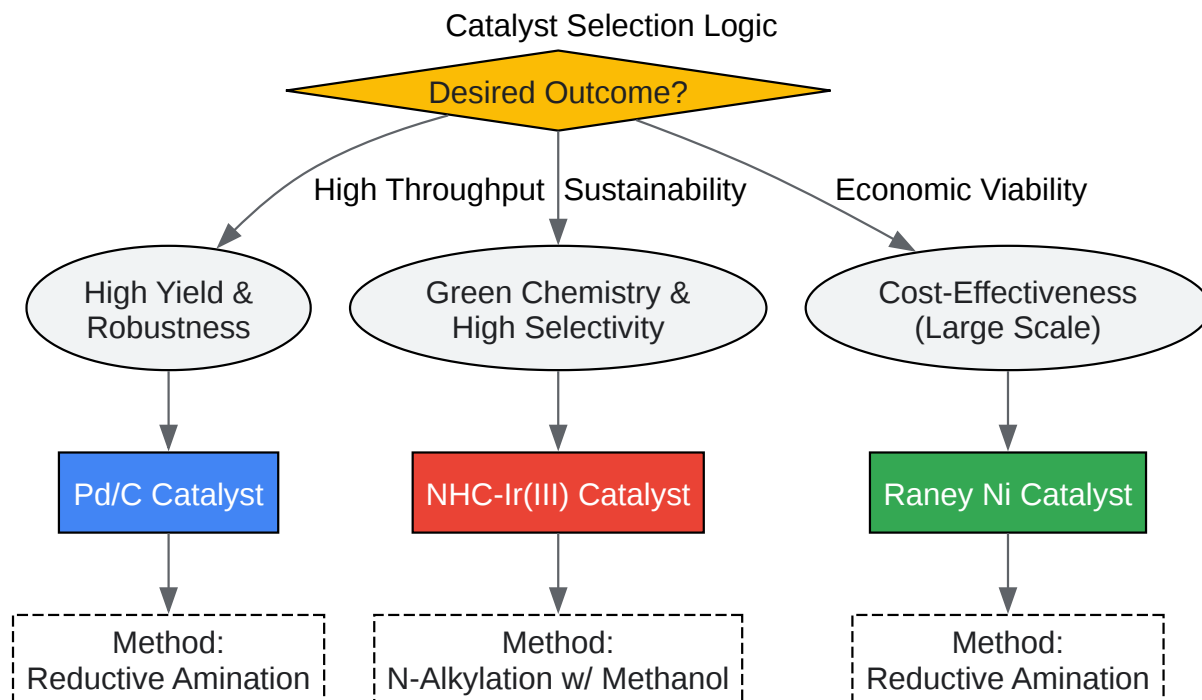 Catalyst Selection Logic
Desired Outcome?
High Throughput
Sustainability
Economic Viability
High Yield &
Robustness
Green Chemistry &
High Selectivity
Cost-Effectiveness
(Large Scale)
Pd/C Catalyst
NHC-Ir(III) Catalyst
Raney Ni Catalyst
Method:
Reductive Amination
Method:
N-Alkylation w/ Methanol
Method:
Reductive Amination